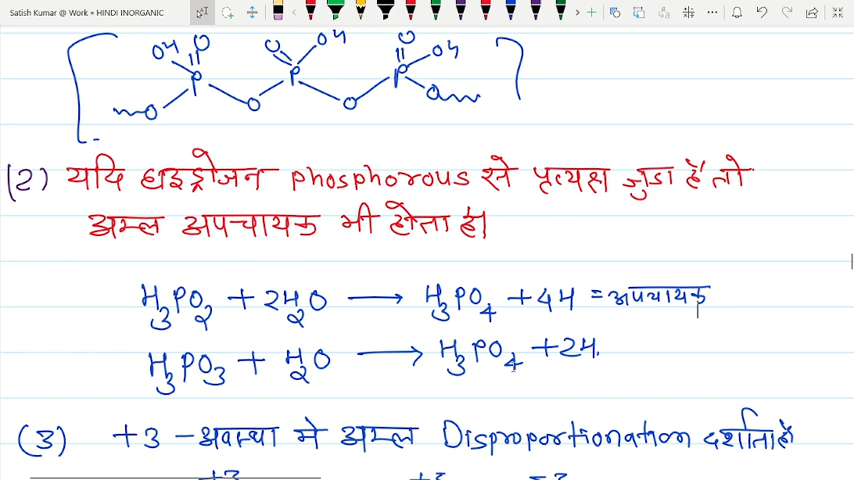 Satish Kumar @ Work » HINDI INORGANIC
OH O O OH O OH
P P P
O O O O
(2) यदि हाइड्रोजन phosphorous से प्रत्यक्ष जुडा है तो
अम्ल अपचायक भी होता है।
H3PO2 + 2H2O → H3PO4 + 4H = अपचायक
H3PO3 + H2O → H3PO4 + 2H.
(3) +3 - अवस्था मे अम्ल Disproportionation दर्शाता है
+3